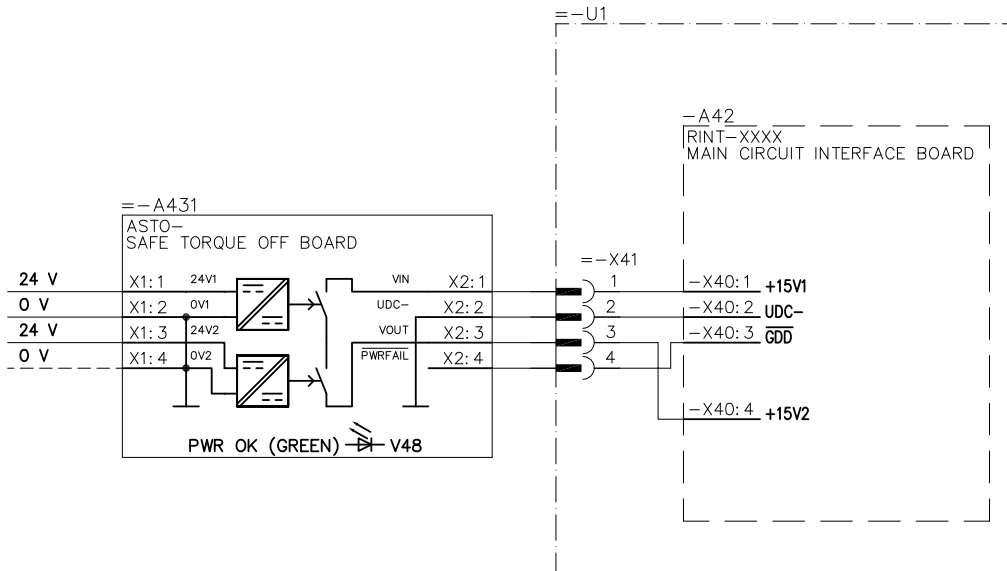 =-U1
-A42
RINT-XXXX
MAIN CIRCUIT INTERFACE BOARD
=-A431
ASTO-
SAFE TORQUE OFF BOARD
=-X41
24 V X1:1 24V1 VIN X2:1 1 -X40:1 +15V1
0 V X1:2 0V1 UDC- X2:2 2 -X40:2 UDC-
24 V X1:3 24V2 VOUT X2:3 3 -X40:3 GDD
0 V X1:4 0V2 PWRFAIL X2:4 4
-X40:4 +15V2
PWR OK (GREEN) V48